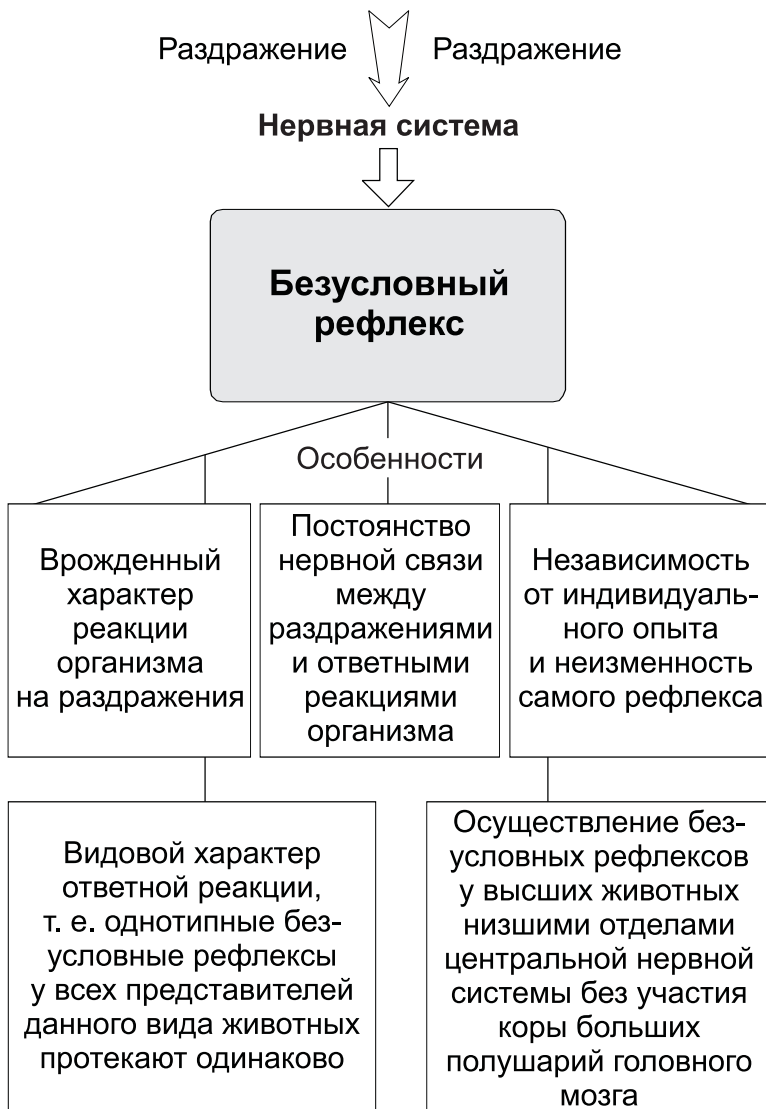 Раздражение Раздражение
Нервная система
Безусловный
рефлекс
Особенности
Врожденный
характер
реакции
организма
на раздражения
Постоянство
нервной связи
между
раздражениями
и ответными
реакциями
организма
Независимость
от индивидуаль-
ного опыта
и неизменность
самого рефлекса
Видовой характер
ответной реакции,
т. е. однотипные без-
условные рефлексы
у всех представителей
данного вида животных
протекают одинаково
Осуществление без-
условных рефлексов
у высших животных
низшими отделами
центральной нервной
системы без участия
коры больших
полушарий головного
мозга